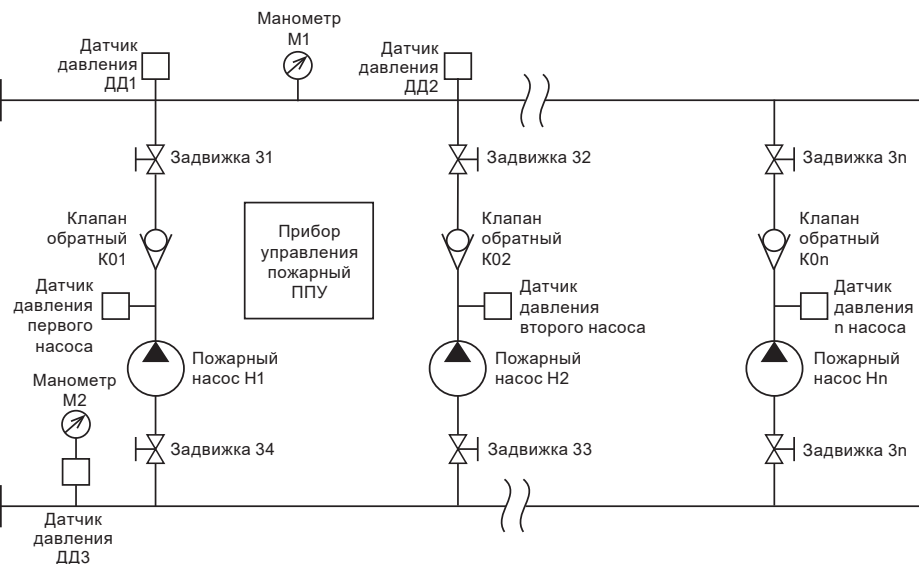 Манометр
М1
Датчик
давления
ДД1
Датчик
давления
ДД2
Задвижка 31
Задвижка 32
Задвижка 3n
Клапан
обратный
К01
Прибор
управления
пожарный
ППУ
Клапан
обратный
К02
Клапан
обратный
К0n
Датчик
давления
первого
насоса
Датчик
давления
второго насоса
Датчик
давления
n насоса
Пожарный
насос Н1
Пожарный
насос Н2
Пожарный
насос Нn
Манометр
М2
Задвижка 34
Задвижка 33
Задвижка 3n
Датчик
давления
ДД3